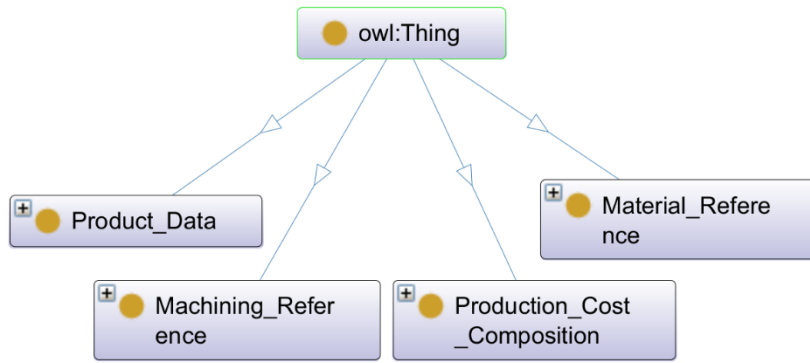 owl:Thing
Product_Data
Material_Refere
nce
Machining_Refer
ence
Production_Cost
_Composition